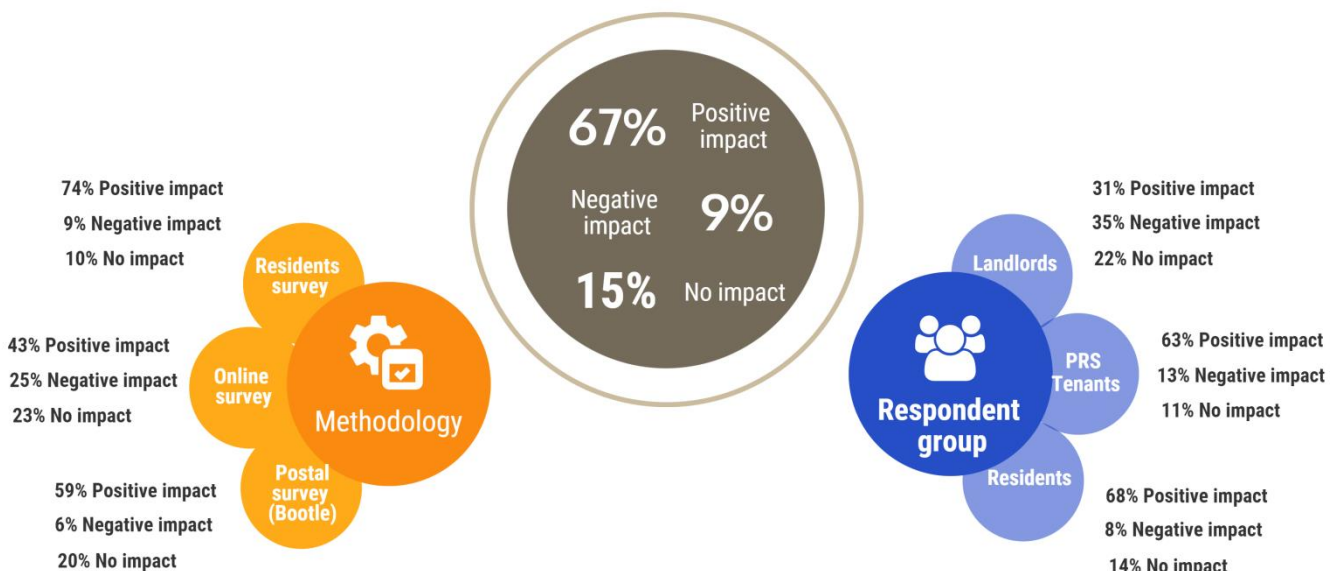 67% Positive
impact
Negative
impact 9%
15% No impact
74% Positive impact
9% Negative impact
10% No impact
Residents
survey
43% Positive impact
25% Negative impact
23% No impact
Online
survey
59% Positive impact
6% Negative impact
20% No impact
Postal
survey
(Bootle)
Methodology
31% Positive impact
35% Negative impact
22% No impact
Landlords
63% Positive impact
13% Negative impact
11% No impact
PRS
Tenants
68% Positive impact
8% Negative impact
14% No impact
Residents
Respondent
group